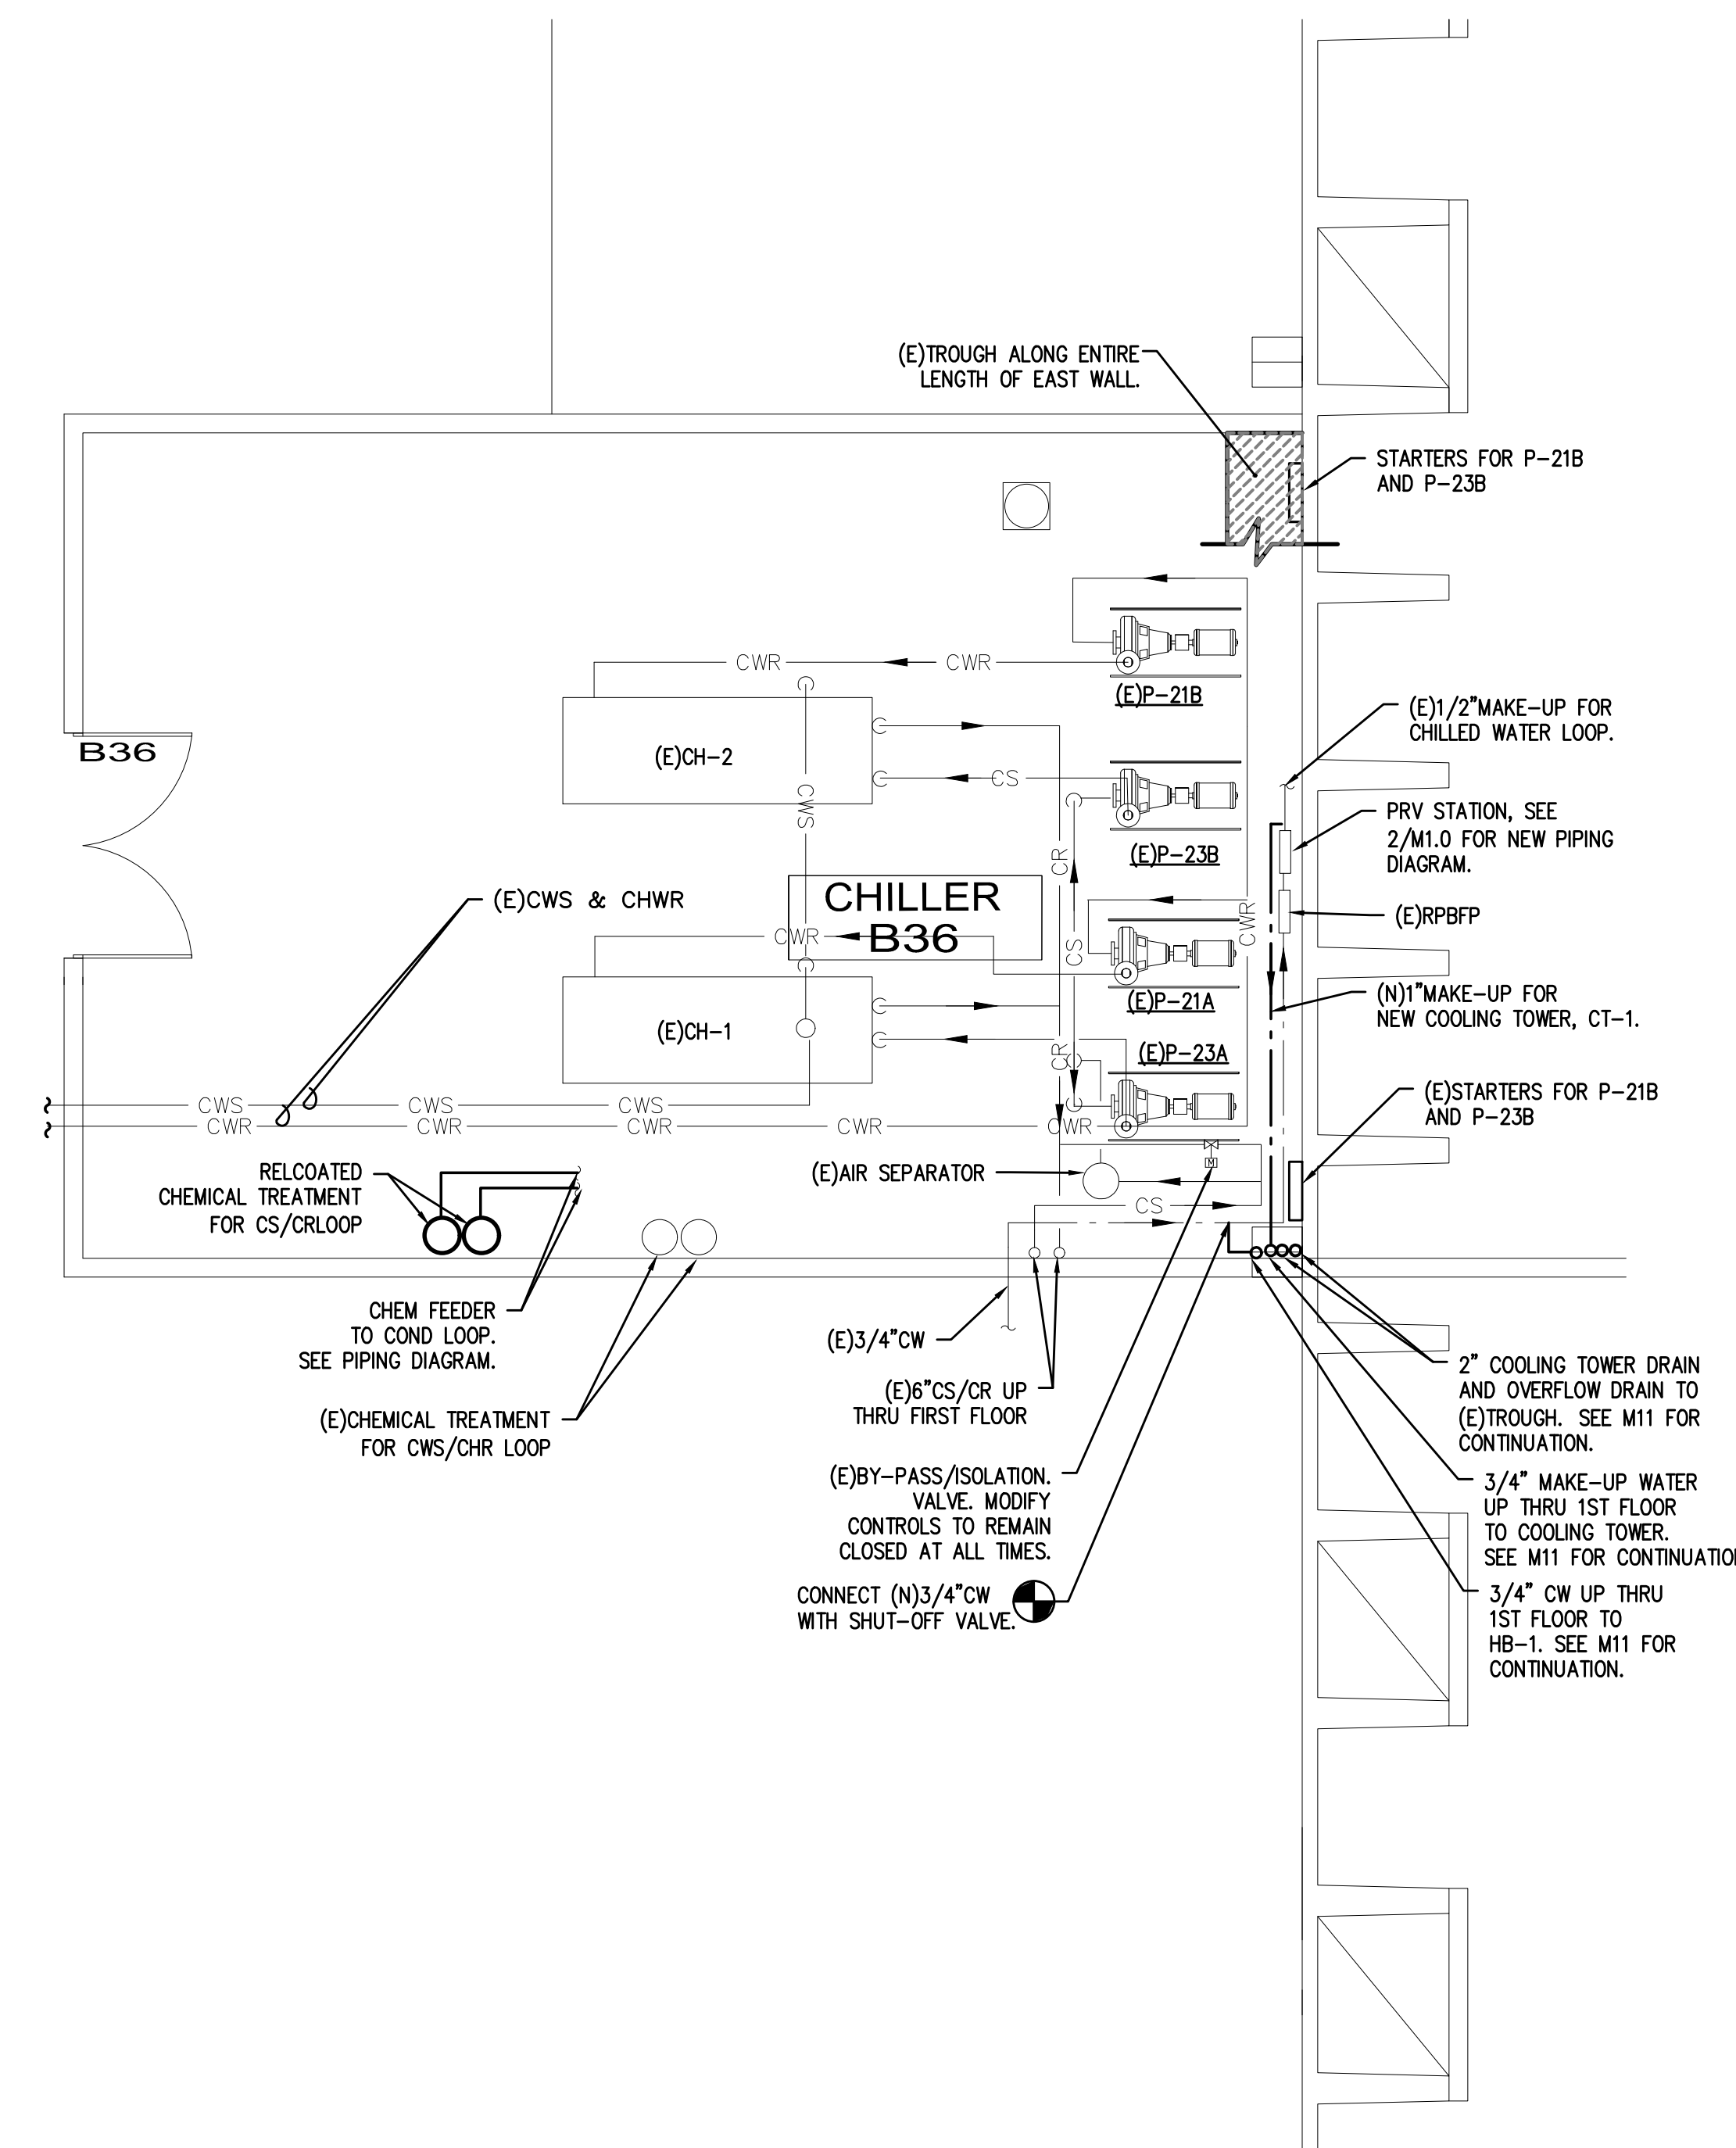 (E)TROUGH ALONG ENTIRE
LENGTH OF EAST WALL.
STARTERS FOR P-21B
AND P-23B
CWR
CWR
(E)P-21B
(E)CH-2
CWS
CS
(E)1/2"MAKE-UP FOR
CHILLED WATER LOOP.
B36
PRV STATION, SEE
2/M1.0 FOR NEW PIPING
DIAGRAM.
(E)P-23B
CR
CHILLER
B36
(E)CWS & CHWR
CWR
CS
CWR
(E)RPBFP
(E)P-21A
(N)1"MAKE-UP FOR
NEW COOLING TOWER, CT-1.
(E)CH-1
CR
(E)P-23A
(E)STARTERS FOR P-21B
AND P-23B
CWS
CWS
CWS
CWR
CWR
CWR
CWR
CWR
M
RELCOATED
CHEMICAL TREATMENT
FOR CS/CRLOOP
(E)AIR SEPARATOR
CS
CHEM FEEDER
TO COND LOOP.
SEE PIPING DIAGRAM.
(E)3/4"CW
(E)6"CS/CR UP
THRU FIRST FLOOR
(E)CHEMICAL TREATMENT
FOR CWS/CHR LOOP
2" COOLING TOWER DRAIN
AND OVERFLOW DRAIN TO
(E)TROUGH. SEE M11 FOR
CONTINUATION.
(E)BY-PASS/ISOLATION.
VALVE. MODIFY
CONTROLS TO REMAIN
CLOSED AT ALL TIMES.
3/4" MAKE-UP WATER
UP THRU 1ST FLOOR
TO COOLING TOWER.
SEE M11 FOR CONTINUATIO
CONNECT (N)3/4"CW
WITH SHUT-OFF VALVE.
3/4" CW UP THRU
1ST FLOOR TO
HB-1. SEE M11 FOR
CONTINUATION.